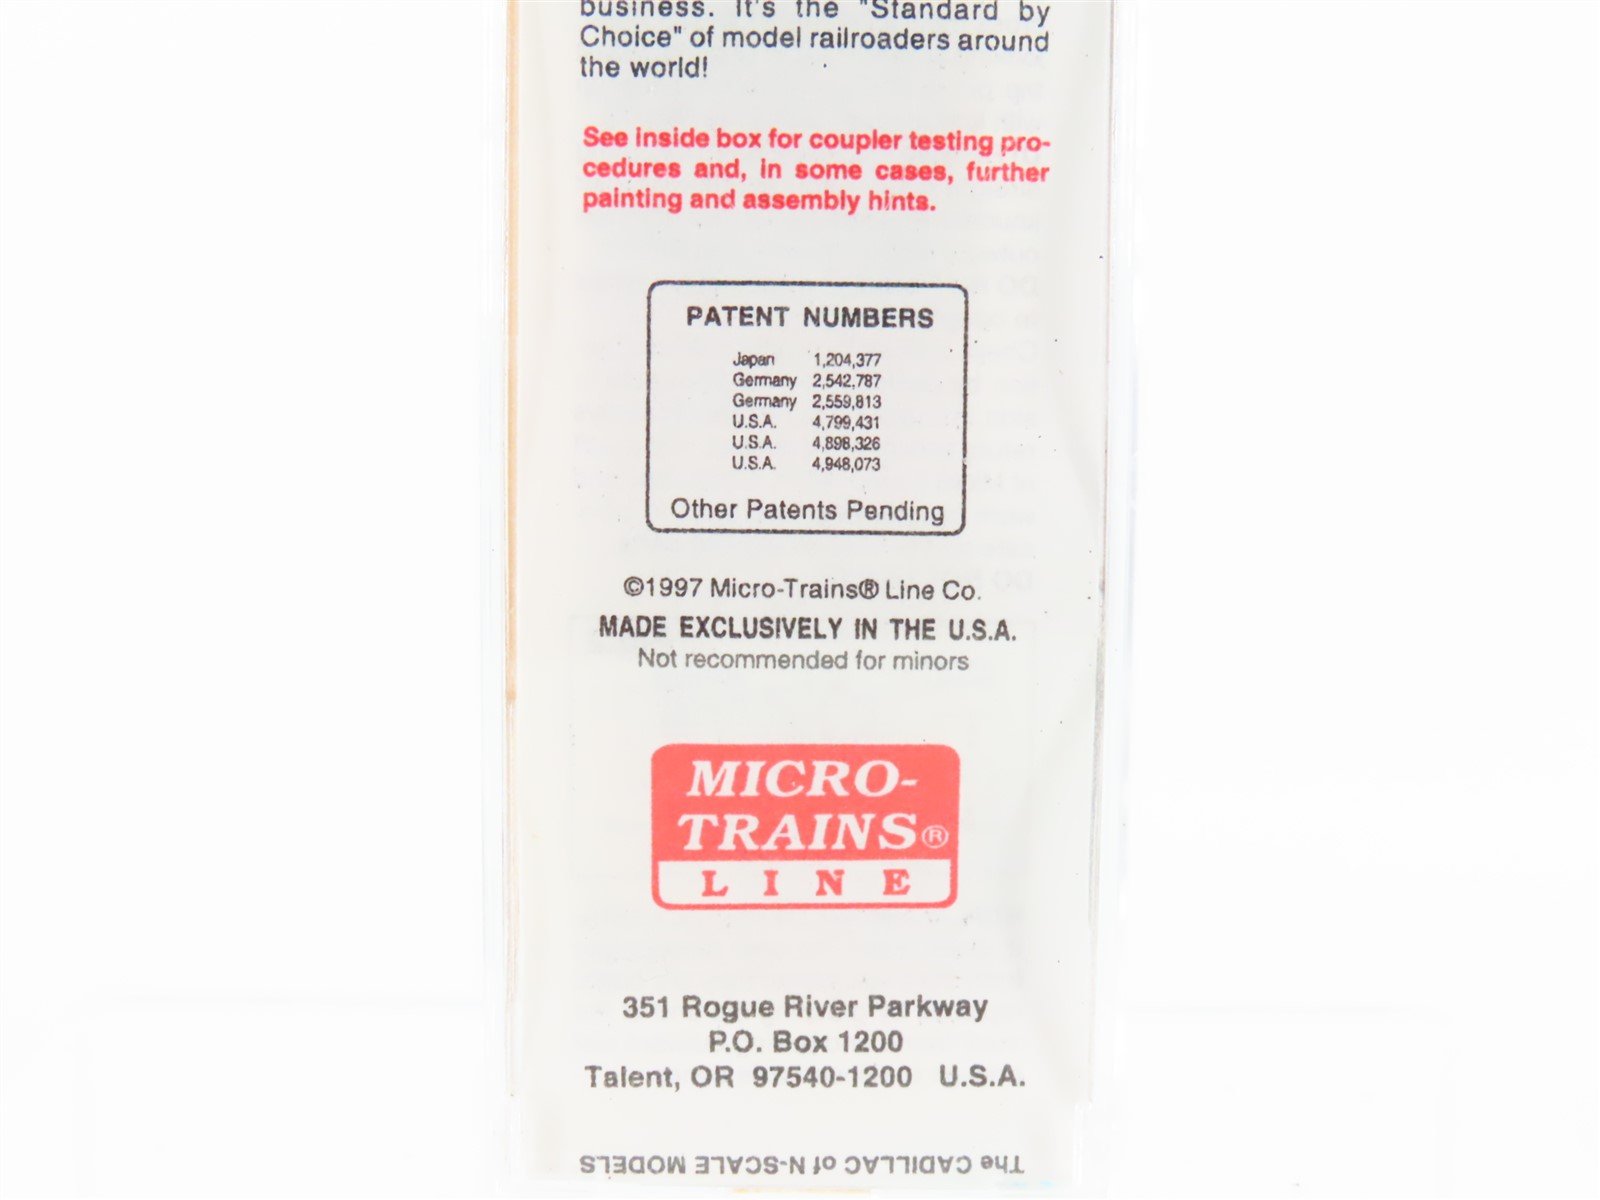 business. It's the "Standard by
Choice" of model railroaders around
the world!
See inside box for coupler testing pro-
cedures and, in some cases, further
painting and assembly hints.
PATENT NUMBERS
Japan 1,204,377
Germany 2,542,787
Germany 2,559,813
U.S.A. 4,799,431
U.S.A. 4,898,326
U.S.A. 4,948,073
Other Patents Pending
©1997 Micro-Trains® Line Co.
MADE EXCLUSIVELY IN THE U.S.A.
Not recommended for minors
MICRO-
TRAINS®
LINE
351 Rogue River Parkway
P.O. Box 1200
Talent, OR 97540-1200 U.S.A.
The CADILLAC of N-SCALE MODELS